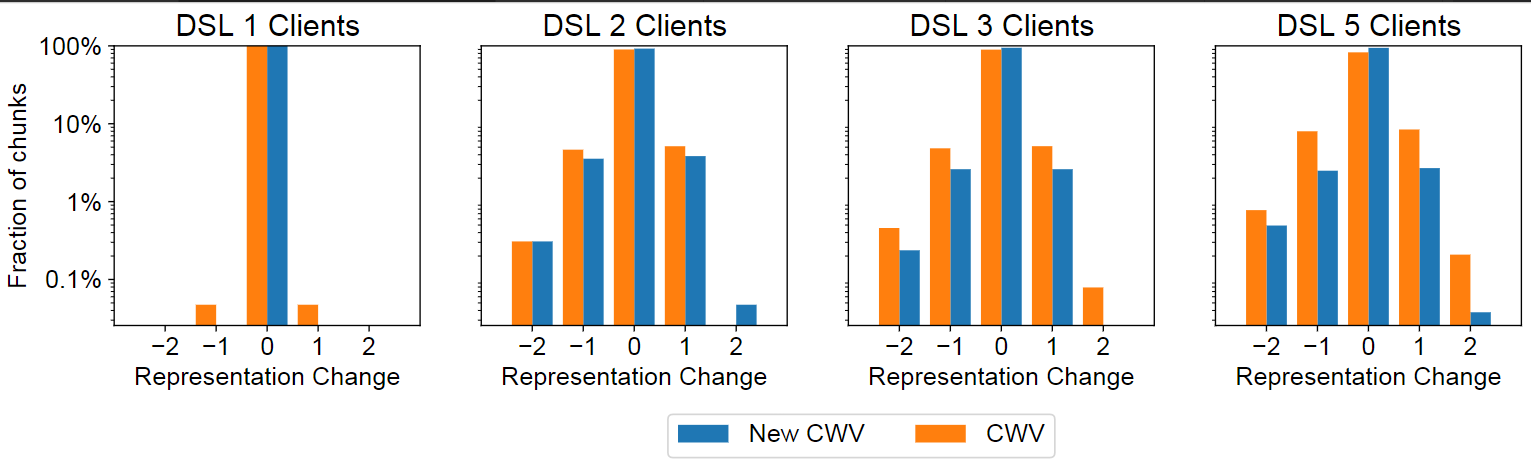 DSL 1 Clients DSL 2 Clients DSL 3 Clients DSL 5 Clients
100%
10%
1%
0.1%
Fraction of chunks
−2 −1 0 1 2 −2 −1 0 1 2 −2 −1 0 1 2 −2 −1 0 1 2
Representation Change Representation Change Representation Change Representation Change
New CWV CWV